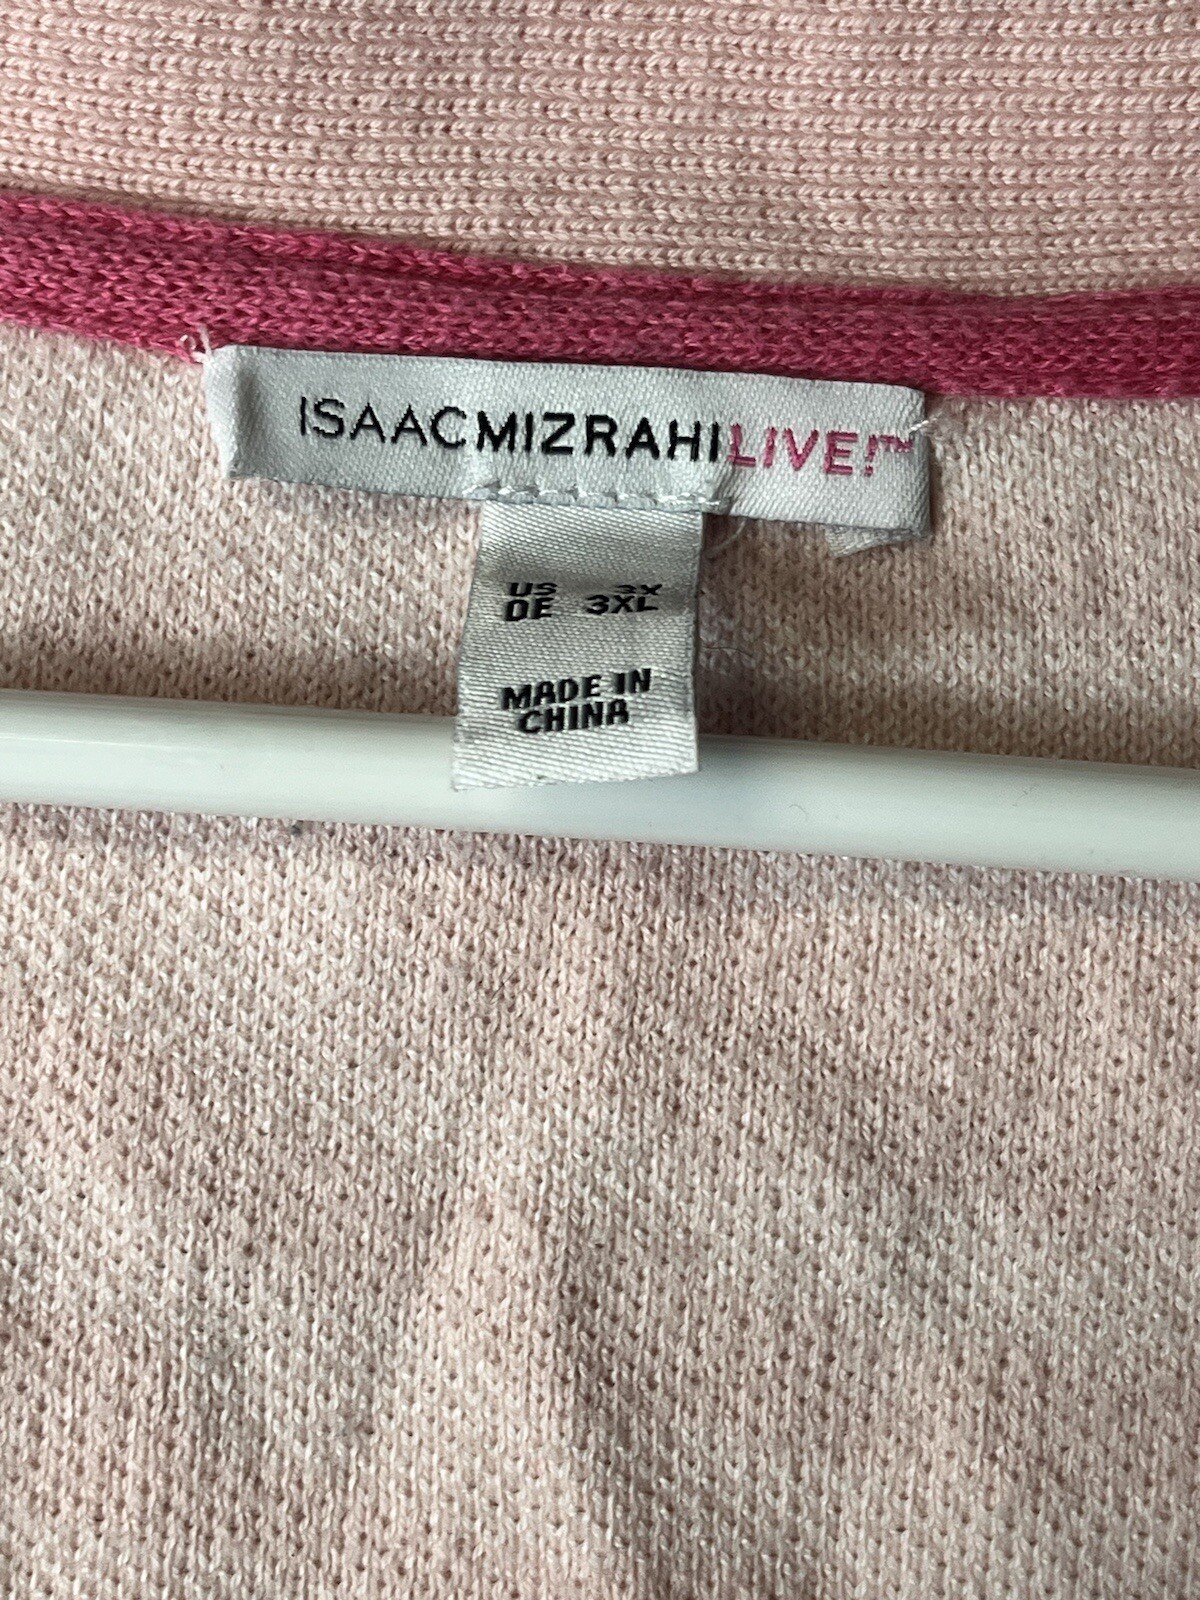 ISAACMIZRAHILIVE!™
US 3X
DE 3XL
MADE IN
CHINA